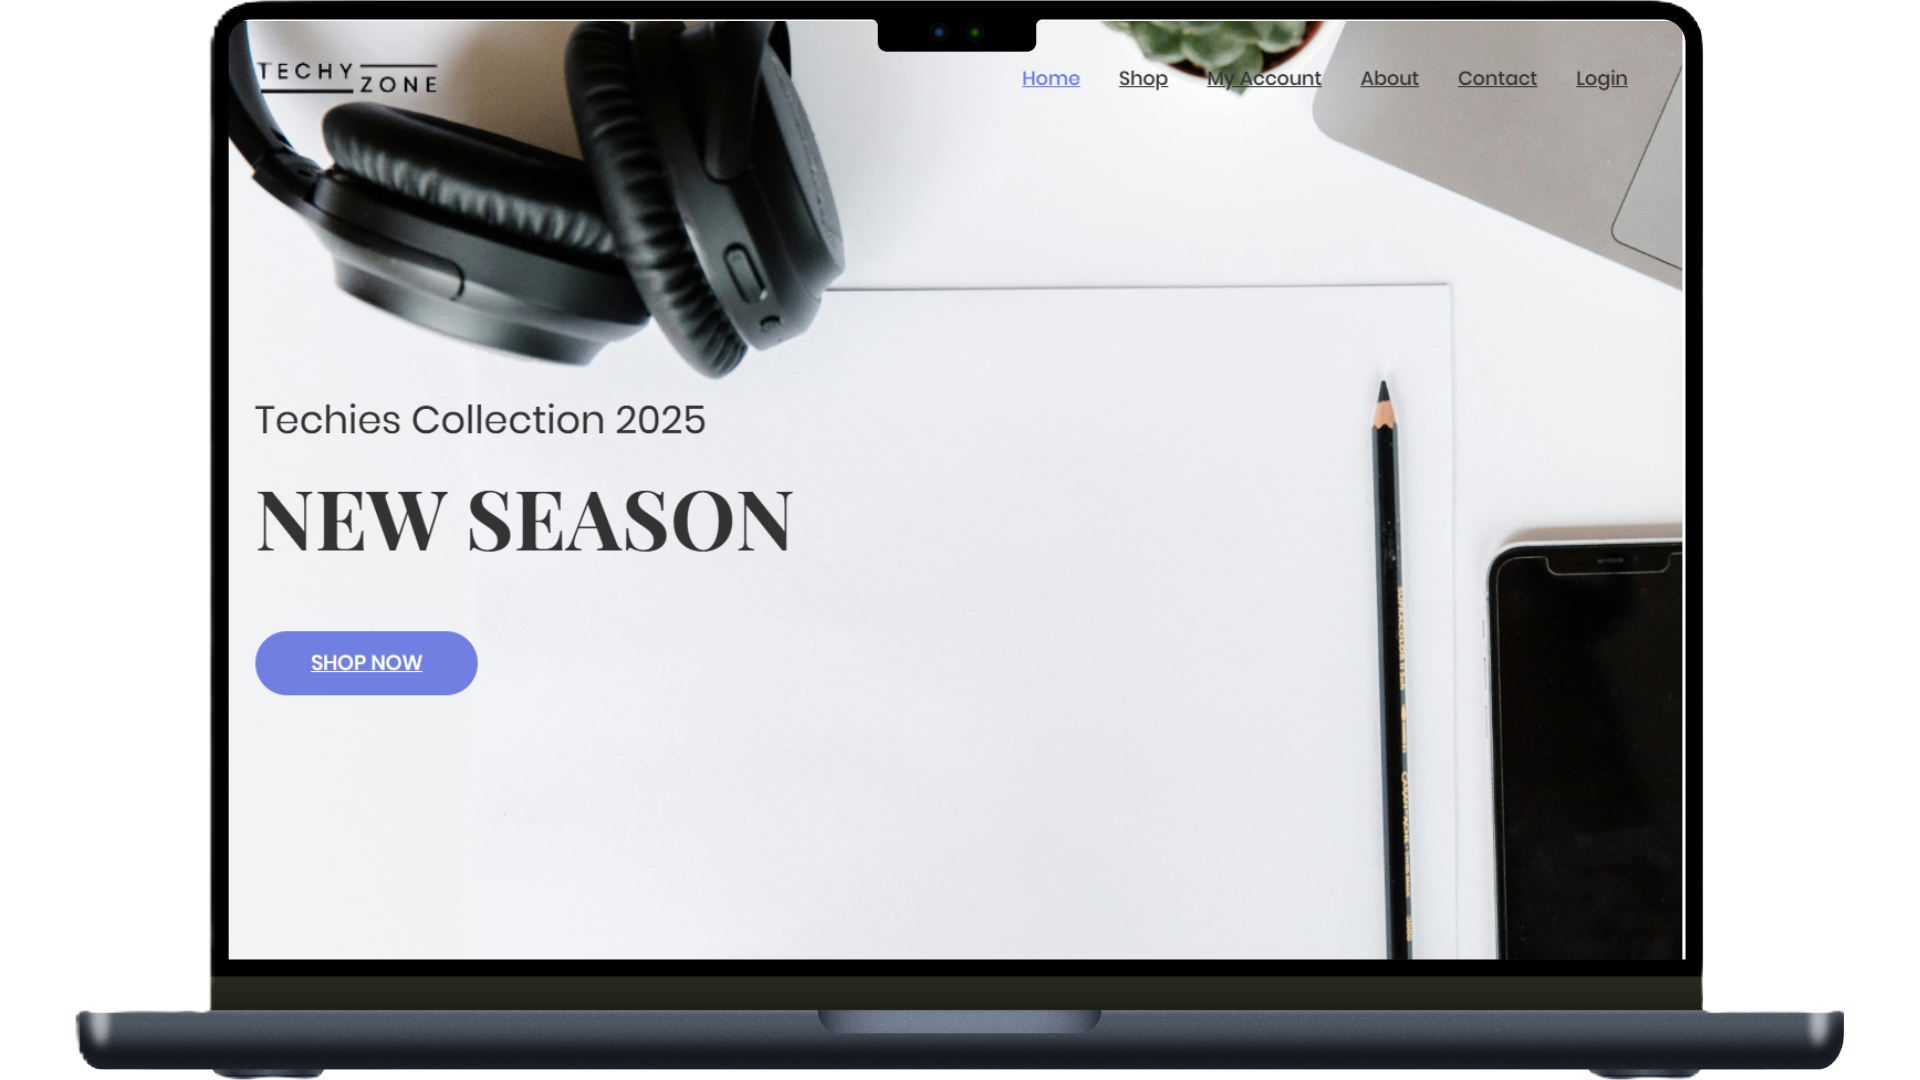 TECHY
ZONE
Home Shop My Account About Contact Login
Techies Collection 2025
NEW SEASON
SHOP NOW